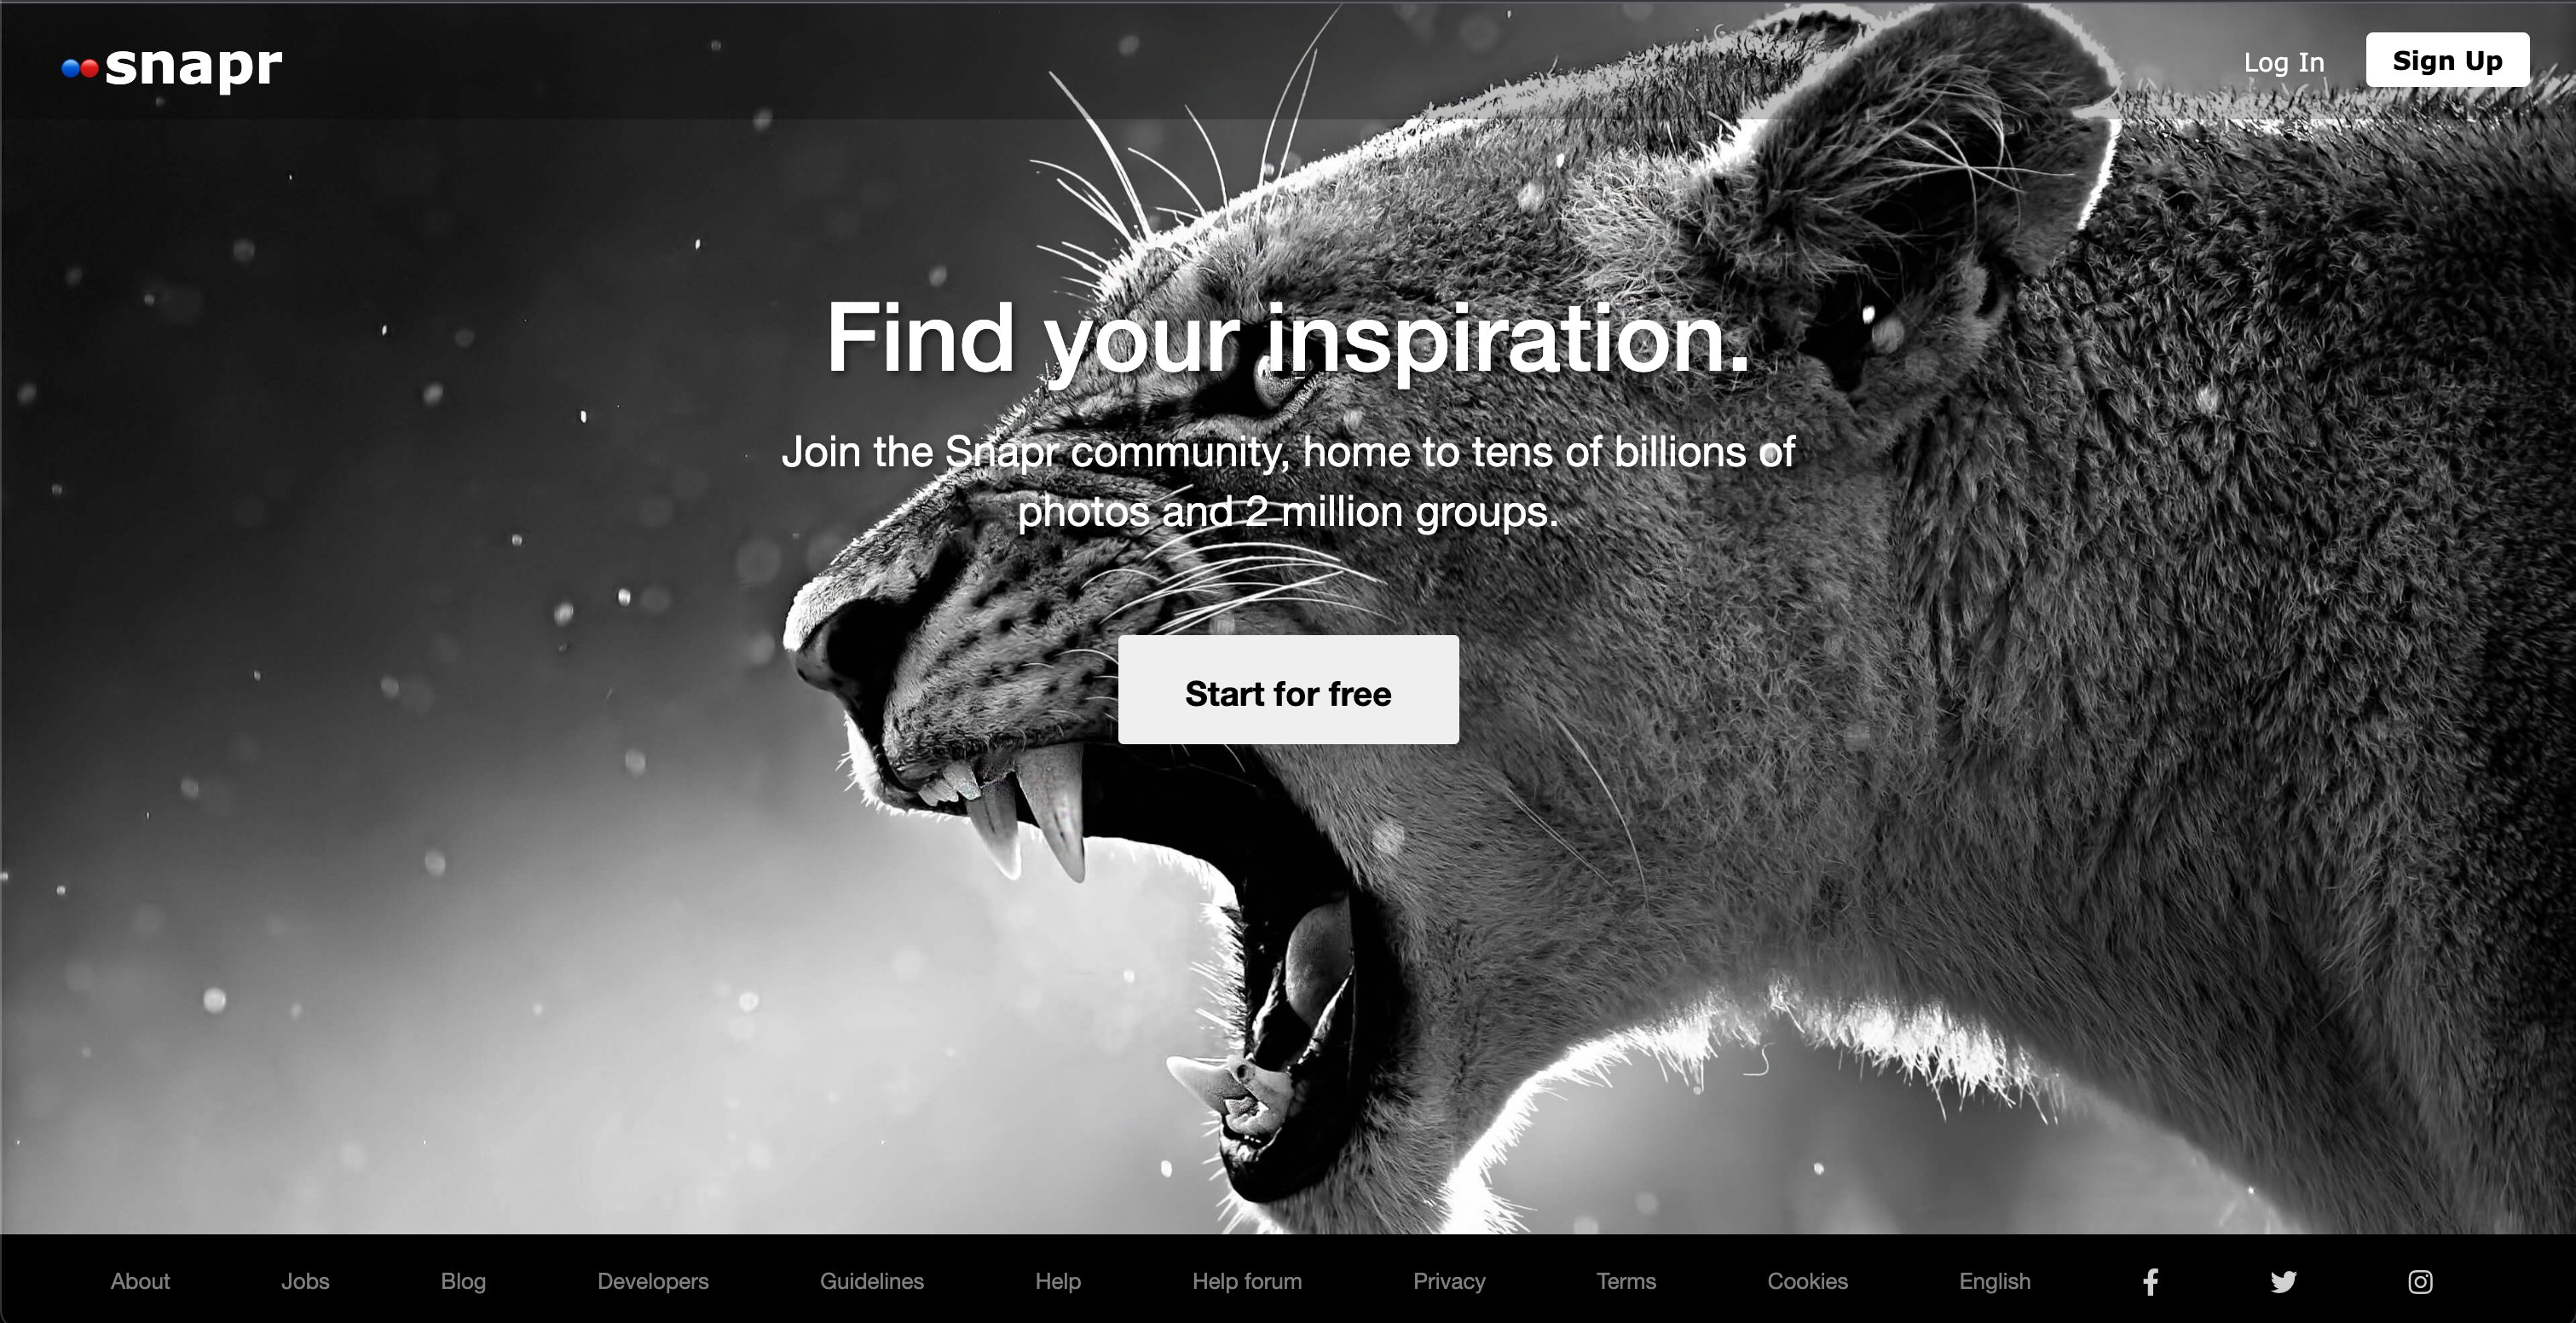 snapr
Log In
Sign Up
Find your inspiration.
Join the Snapr community, home to tens of billions of
photos and 2 million groups.
Start for free
About
Jobs
Blog
Developers
Guidelines
Help
Help forum
Privacy
Terms
Cookies
English